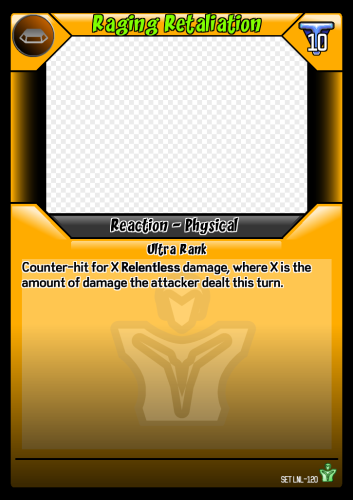 Raging Retaliation
10
Reaction - Physical
Ultra Rank
Counter-hit for X Relentless damage, where X is the
amount of damage the attacker dealt this turn.
SET LNL-120